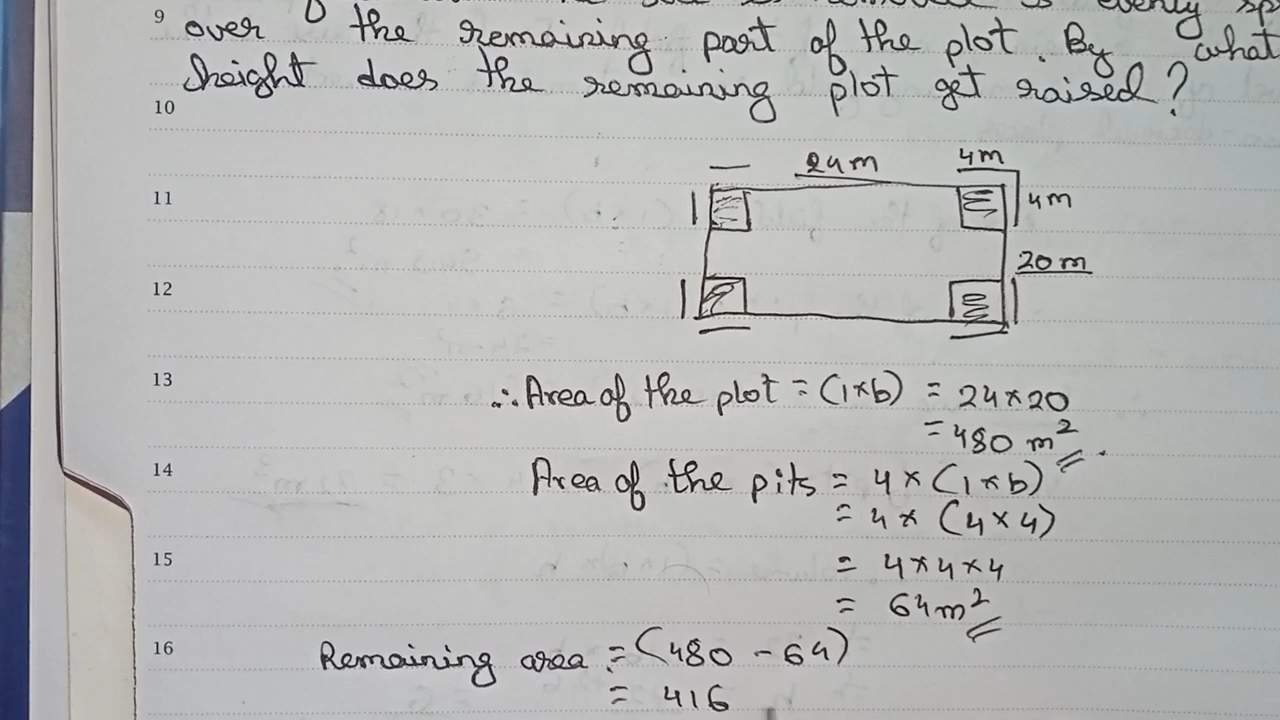 9
evenly
over the remaining part of the plot. By what
height does the remaining plot get raised?
10
24m 4m
11
4m
20m
12
13
∴ Area of the plot = (l×b) = 24×20
= 480 m²
14
Area of the pits = 4×(l×b)
= 4×(4×4)
15
= 4×4×4
= 64m²
16
Remaining area = (480 - 64)
= 416